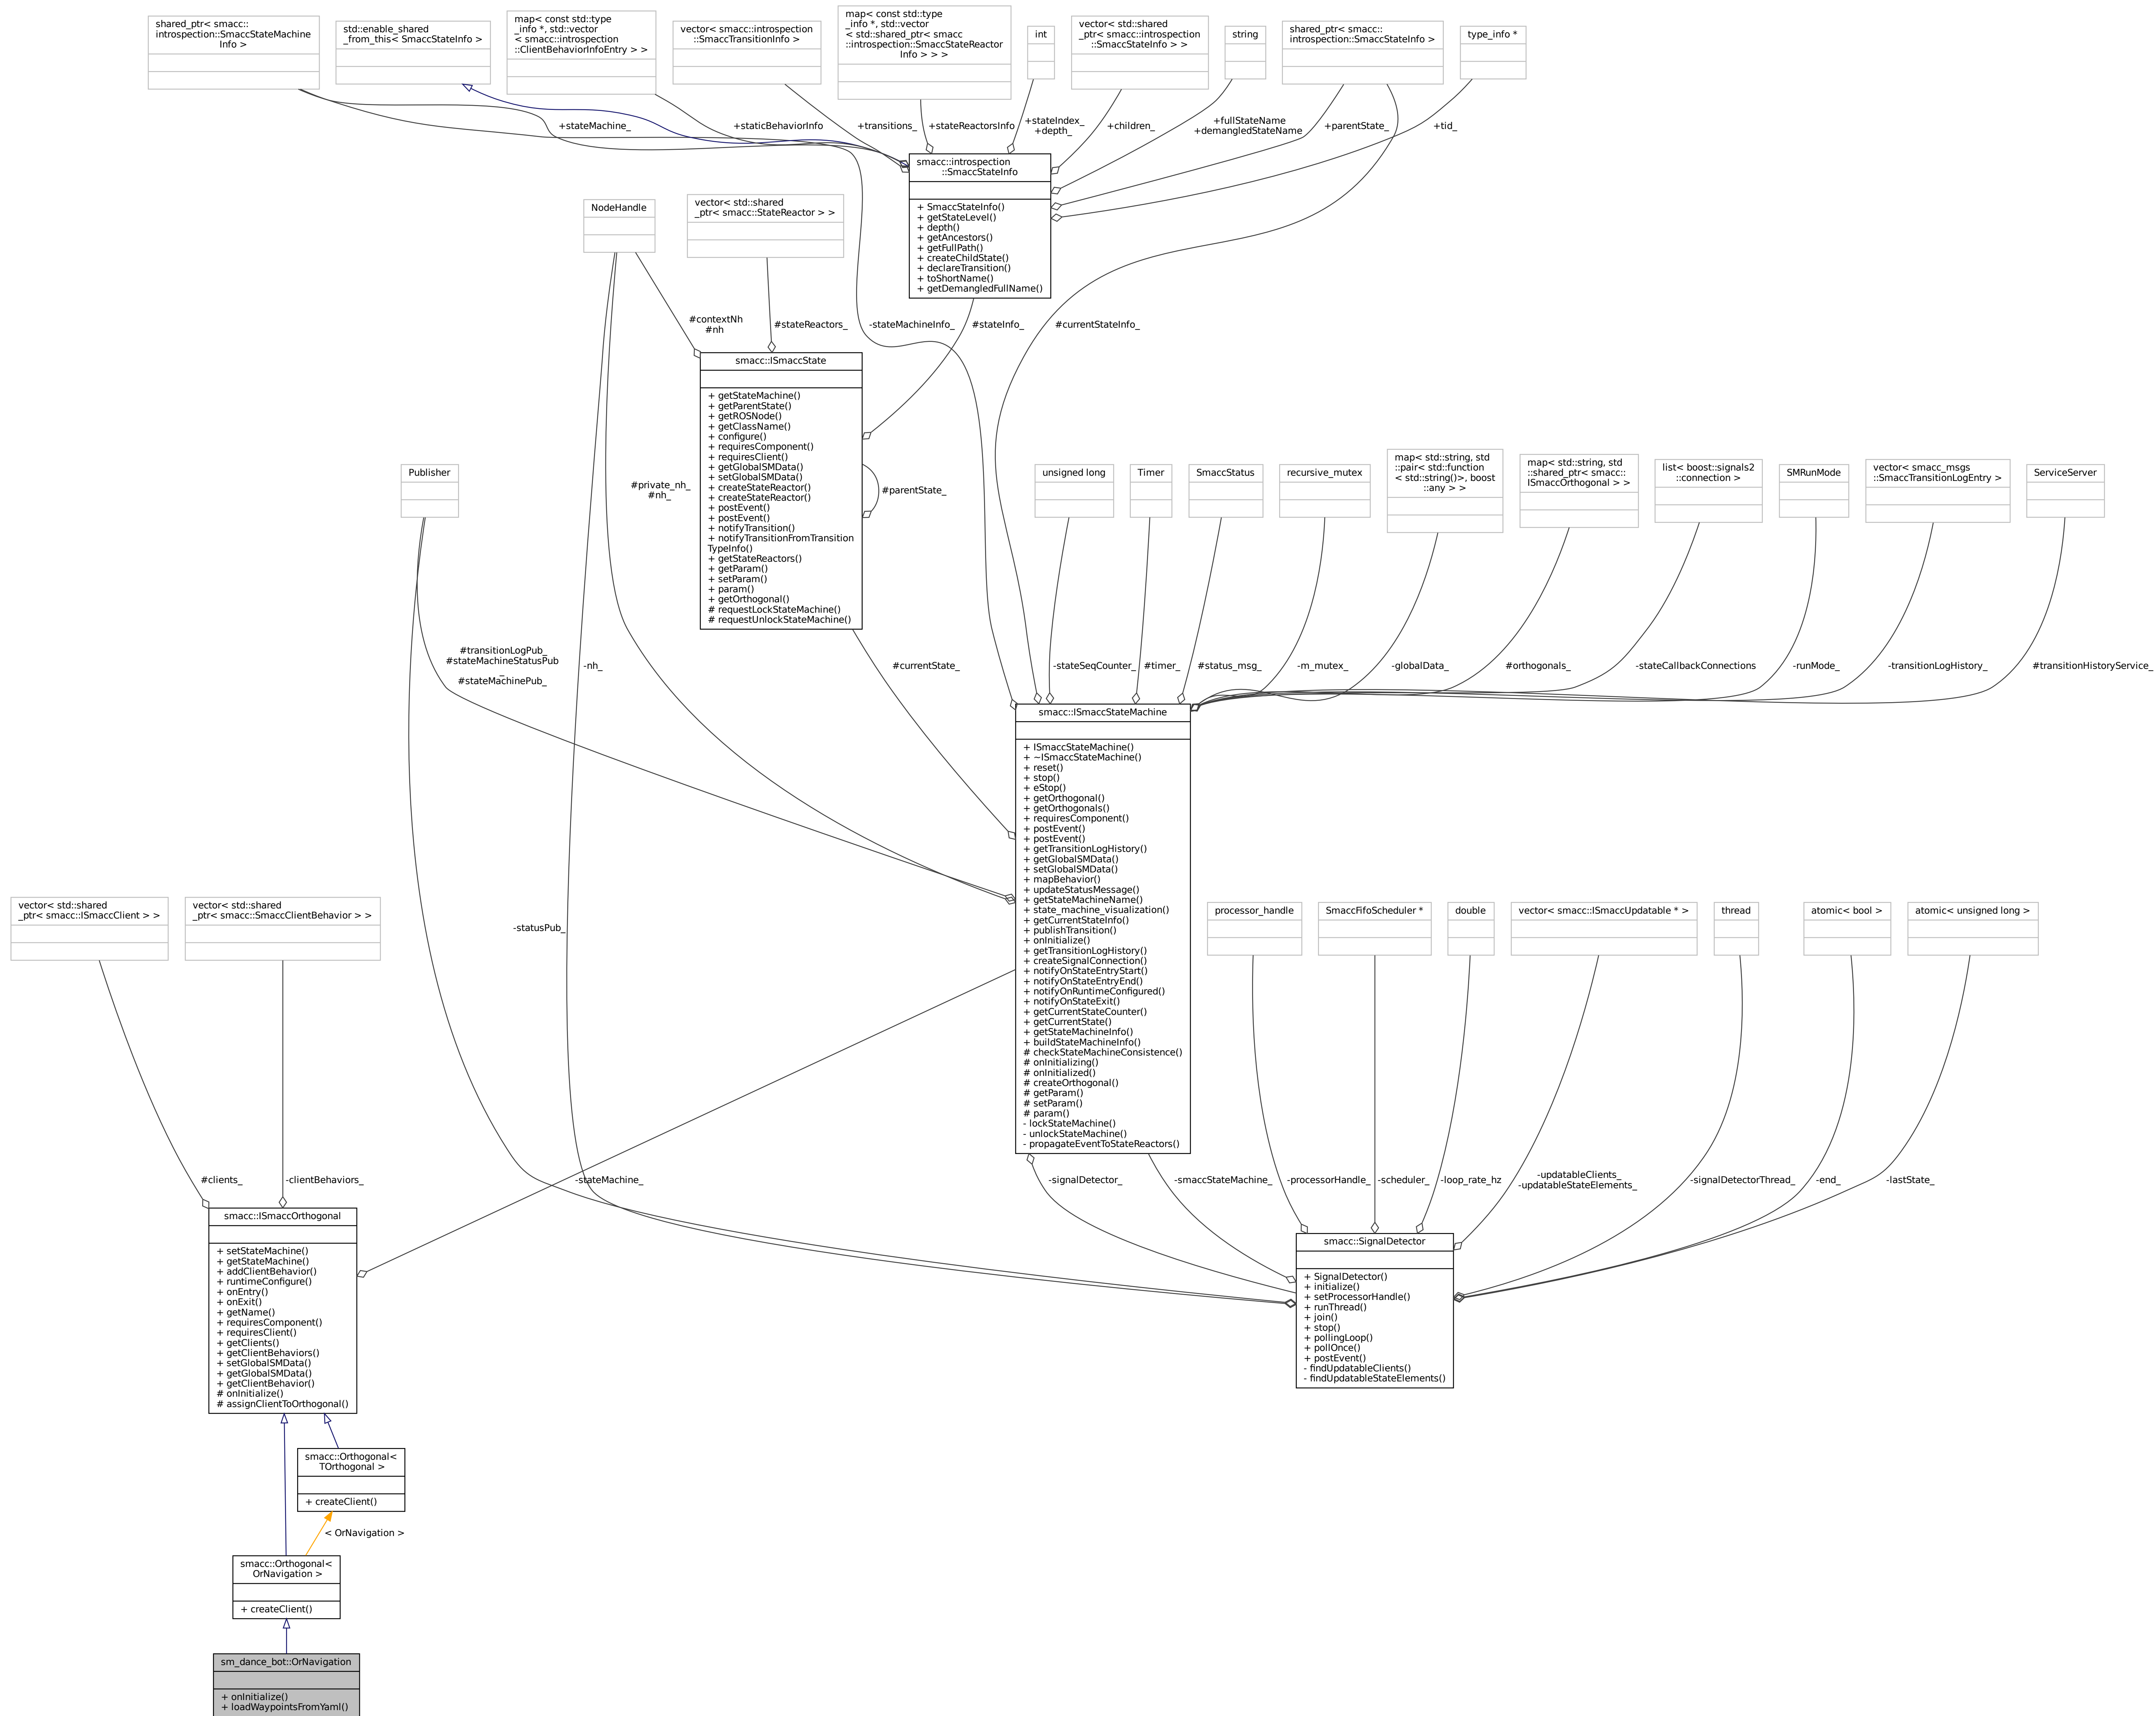 shared_ptr< smacc::
introspection::SmaccStateMachine
Info >
std::enable_shared
_from_this< SmaccStateInfo >
map< const std::type
_info *, std::vector
< smacc::introspection
::ClientBehaviorInfoEntry > >
vector< smacc::introspection
::SmaccTransitionInfo >
map< const std::type
_info *, std::vector
< std::shared_ptr< smacc
::introspection::SmaccStateReactor
Info > > >
int
vector< std::shared
_ptr< smacc::introspection
::SmaccStateInfo > >
string
shared_ptr< smacc::
introspection::SmaccStateInfo >
type_info *
+stateMachine_
+staticBehaviorInfo
+transitions_
+stateReactorsInfo
+stateIndex_
+depth_
+children_
+fullStateName
+demangledStateName
+parentState_
+tid_
smacc::introspection
::SmaccStateInfo
+ SmaccStateInfo()
+ getStateLevel()
+ depth()
+ getAncestors()
+ getFullPath()
+ createChildState()
+ declareTransition()
+ toShortName()
+ getDemangledFullName()
NodeHandle
vector< std::shared
_ptr< smacc::StateReactor > >
#contextNh
#nh
#stateReactors_
-stateMachineInfo_
#stateInfo_
#currentStateInfo_
smacc::ISmaccState
+ getStateMachine()
+ getParentState()
+ getROSNode()
+ getClassName()
+ configure()
+ requiresComponent()
+ requiresClient()
+ getGlobalSMData()
+ setGlobalSMData()
+ createStateReactor()
+ createStateReactor()
+ postEvent()
+ postEvent()
+ notifyTransition()
+ notifyTransitionFromTransition
TypeInfo()
+ getStateReactors()
+ getParam()
+ setParam()
+ param()
+ getOrthogonal()
# requestLockStateMachine()
# requestUnlockStateMachine()
#parentState_
Publisher
#private_nh_
#nh_
unsigned long
Timer
SmaccStatus
recursive_mutex
map< std::string, std
::pair< std::function
< std::string()>, boost
::any > >
map< std::string, std
::shared_ptr< smacc::
ISmaccOrthogonal > >
list< boost::signals2
::connection >
SMRunMode
vector< smacc_msgs
::SmaccTransitionLogEntry >
ServiceServer
#transitionLogPub_
#stateMachineStatusPub
_
#stateMachinePub_
-nh_
#currentState_
-stateSeqCounter_
#timer_
#status_msg_
-m_mutex_
-globalData_
#orthogonals_
-stateCallbackConnections
-runMode_
-transitionLogHistory_
#transitionHistoryService_
smacc::ISmaccStateMachine
+ ISmaccStateMachine()
+ ~ISmaccStateMachine()
+ reset()
+ stop()
+ eStop()
+ getOrthogonal()
+ getOrthogonals()
+ requiresComponent()
+ postEvent()
+ postEvent()
+ getTransitionLogHistory()
+ getGlobalSMData()
+ setGlobalSMData()
+ mapBehavior()
+ updateStatusMessage()
+ getStateMachineName()
+ state_machine_visualization()
+ getCurrentStateInfo()
+ publishTransition()
+ onInitialize()
+ getTransitionLogHistory()
+ createSignalConnection()
+ notifyOnStateEntryStart()
+ notifyOnStateEntryEnd()
+ notifyOnRuntimeConfigured()
+ notifyOnStateExit()
+ getCurrentStateCounter()
+ getCurrentState()
+ getStateMachineInfo()
+ buildStateMachineInfo()
# checkStateMachineConsistence()
# onInitializing()
# onInitialized()
# createOrthogonal()
# getParam()
# setParam()
# param()
- lockStateMachine()
- unlockStateMachine()
- propagateEventToStateReactors()
vector< std::shared
_ptr< smacc::ISmaccClient > >
vector< std::shared
_ptr< smacc::SmaccClientBehavior > >
-statusPub_
processor_handle
SmaccFifoScheduler *
double
vector< smacc::ISmaccUpdatable * >
thread
atomic< bool >
atomic< unsigned long >
#clients_
-clientBehaviors_
-stateMachine_
-signalDetector_
-smaccStateMachine_
-processorHandle_
-scheduler_
-loop_rate_hz
-updatableClients_
-updatableStateElements_
-signalDetectorThread_
-end_
-lastState_
smacc::ISmaccOrthogonal
+ setStateMachine()
+ getStateMachine()
+ addClientBehavior()
+ runtimeConfigure()
+ onEntry()
+ onExit()
+ getName()
+ requiresComponent()
+ requiresClient()
+ getClients()
+ getClientBehaviors()
+ setGlobalSMData()
+ getGlobalSMData()
+ getClientBehavior()
# onInitialize()
# assignClientToOrthogonal()
smacc::SignalDetector
+ SignalDetector()
+ initialize()
+ setProcessorHandle()
+ runThread()
+ join()
+ stop()
+ pollingLoop()
+ pollOnce()
+ postEvent()
- findUpdatableClients()
- findUpdatableStateElements()
smacc::Orthogonal<
TOrthogonal >
+ createClient()
< OrNavigation >
smacc::Orthogonal<
OrNavigation >
+ createClient()
sm_dance_bot::OrNavigation
+ onInitialize()
+ loadWaypointsFromYaml()